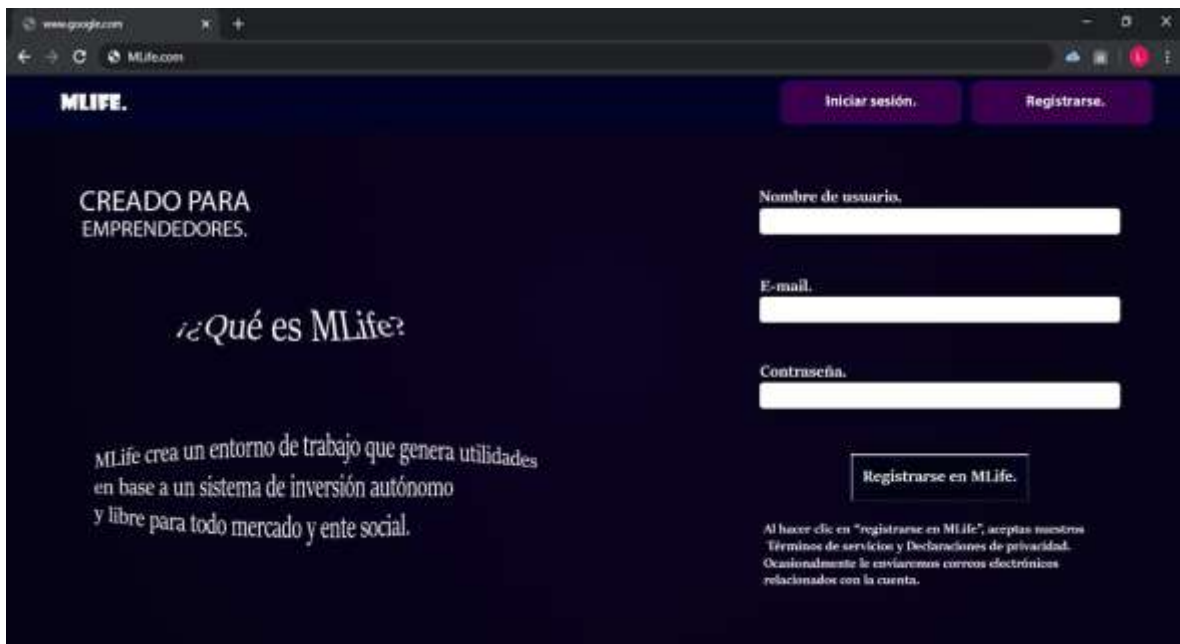 www.google.com
MLife.com
MLIFE.
Iniciar sesión.
Registrarse.
CREADO PARA
EMPRENDEDORES.
¡¿Qué es MLife?
MLife crea un entorno de trabajo que genera utilidades
en base a un sistema de inversión autónomo
y libre para todo mercado y ente social.
Nombre de usuario.
E-mail.
Contraseña.
Registrarse en MLife.
Al hacer clic en "registrarse en MLife", aceptas nuestros
Términos de servicios y Declaraciones de privacidad.
Ocasionalmente le enviaremos correos electrónicos
relacionados con la cuenta.